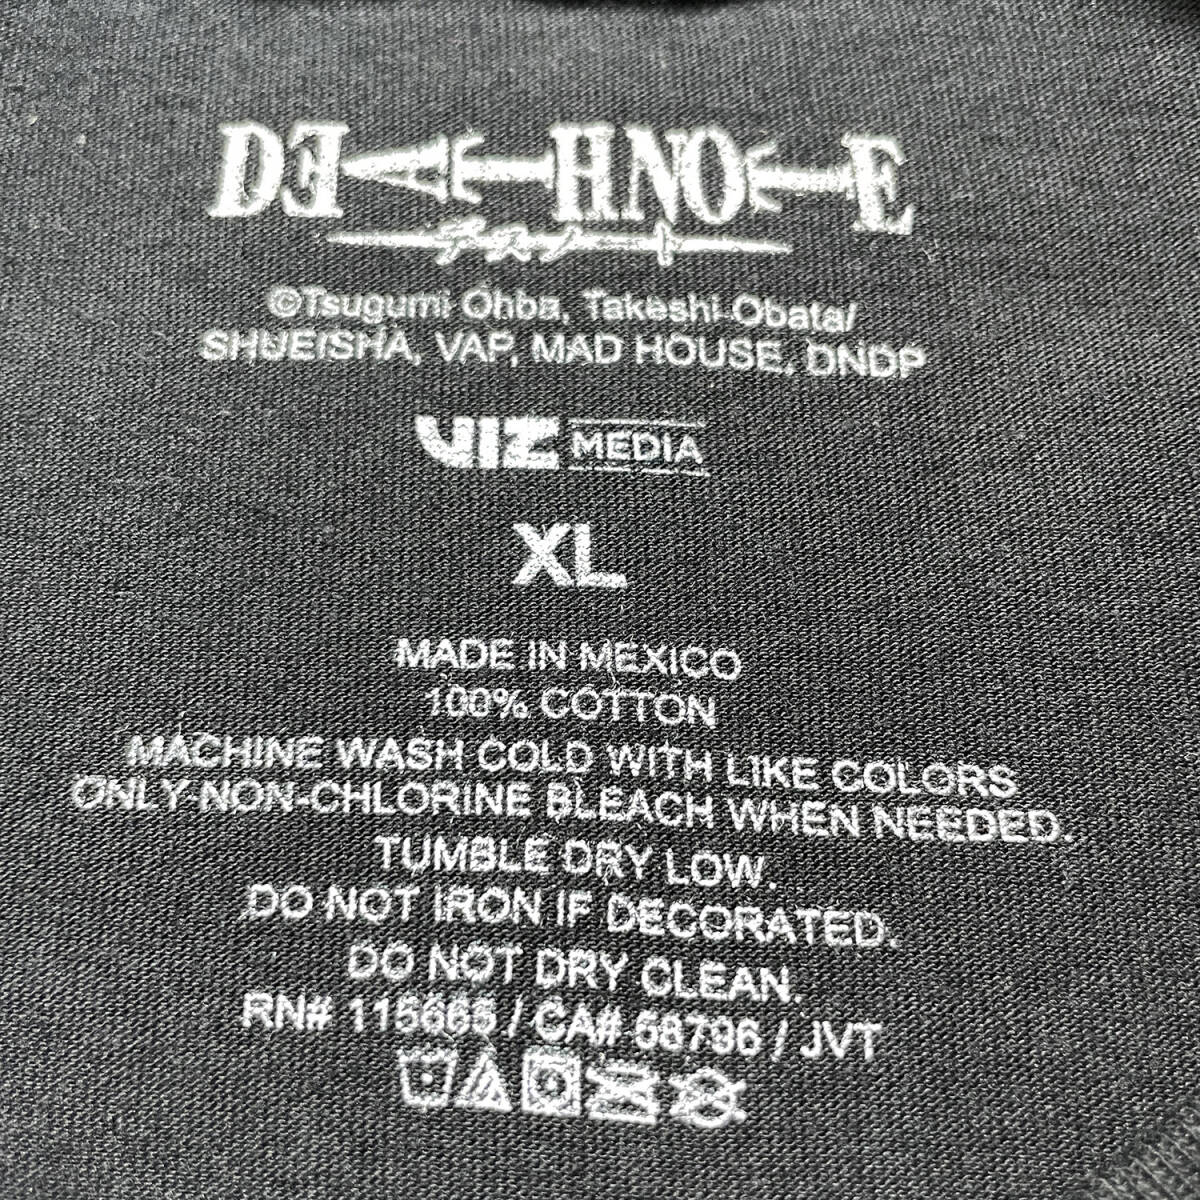 DEATH NOTE
デスノート
©Tsugumi Ohba, Takeshi Obata/
SHUEISHA, VAP, MAD HOUSE, DNDP
VIZ MEDIA
XL
MADE IN MEXICO
100% COTTON
MACHINE WASH COLD WITH LIKE COLORS
ONLY NON-CHLORINE BLEACH WHEN NEEDED.
TUMBLE DRY LOW.
DO NOT IRON IF DECORATED.
DO NOT DRY CLEAN.
RN# 115665 / CA# 58796 / JVT